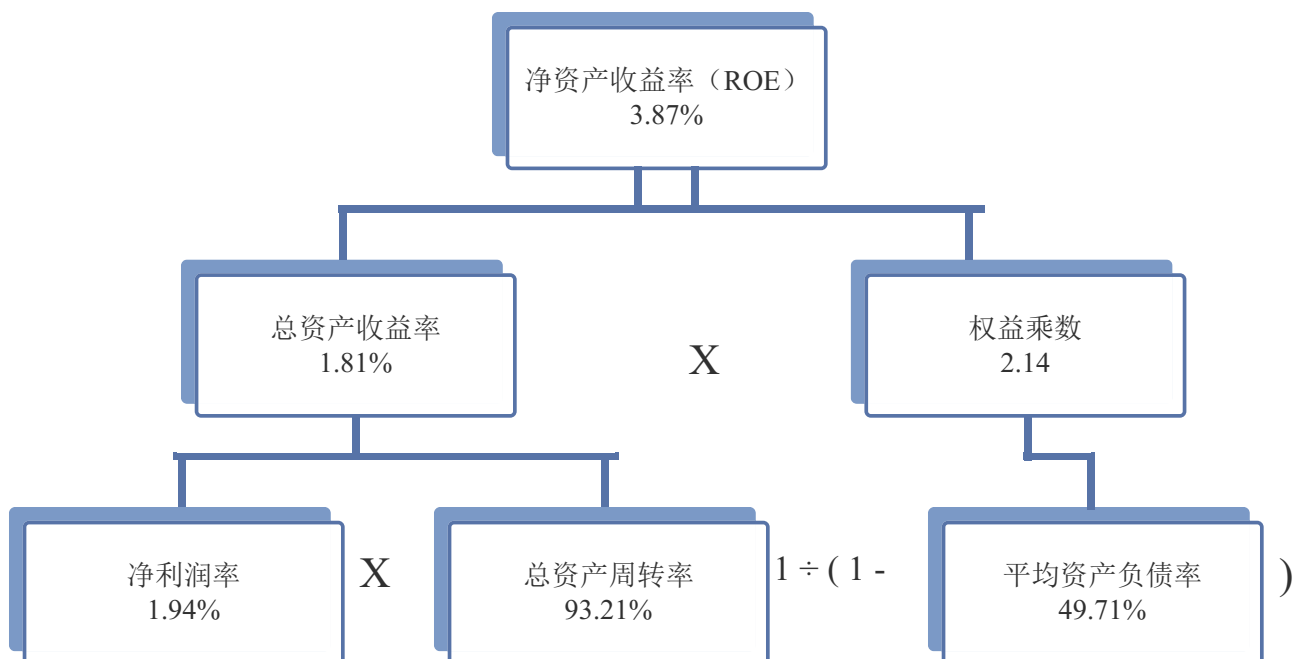 净资产收益率（ROE）
3.87%
总资产收益率
1.81%
X
权益乘数
2.14
净利润率
1.94%
X
总资产周转率
93.21%
1 ÷ ( 1 -
平均资产负债率
49.71%
)